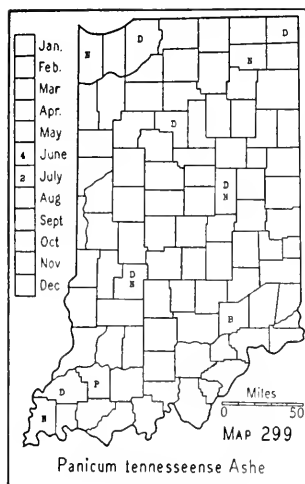 Jan.
Feb.
Mar
Apr.
May
4 June
2 July
Aug
Sept
Oct
Nov
Dec
N D D
N
D
D
N
D
N
B
D P
N
Miles
0 50
MAP 299
Panicum tennesseense Ashe